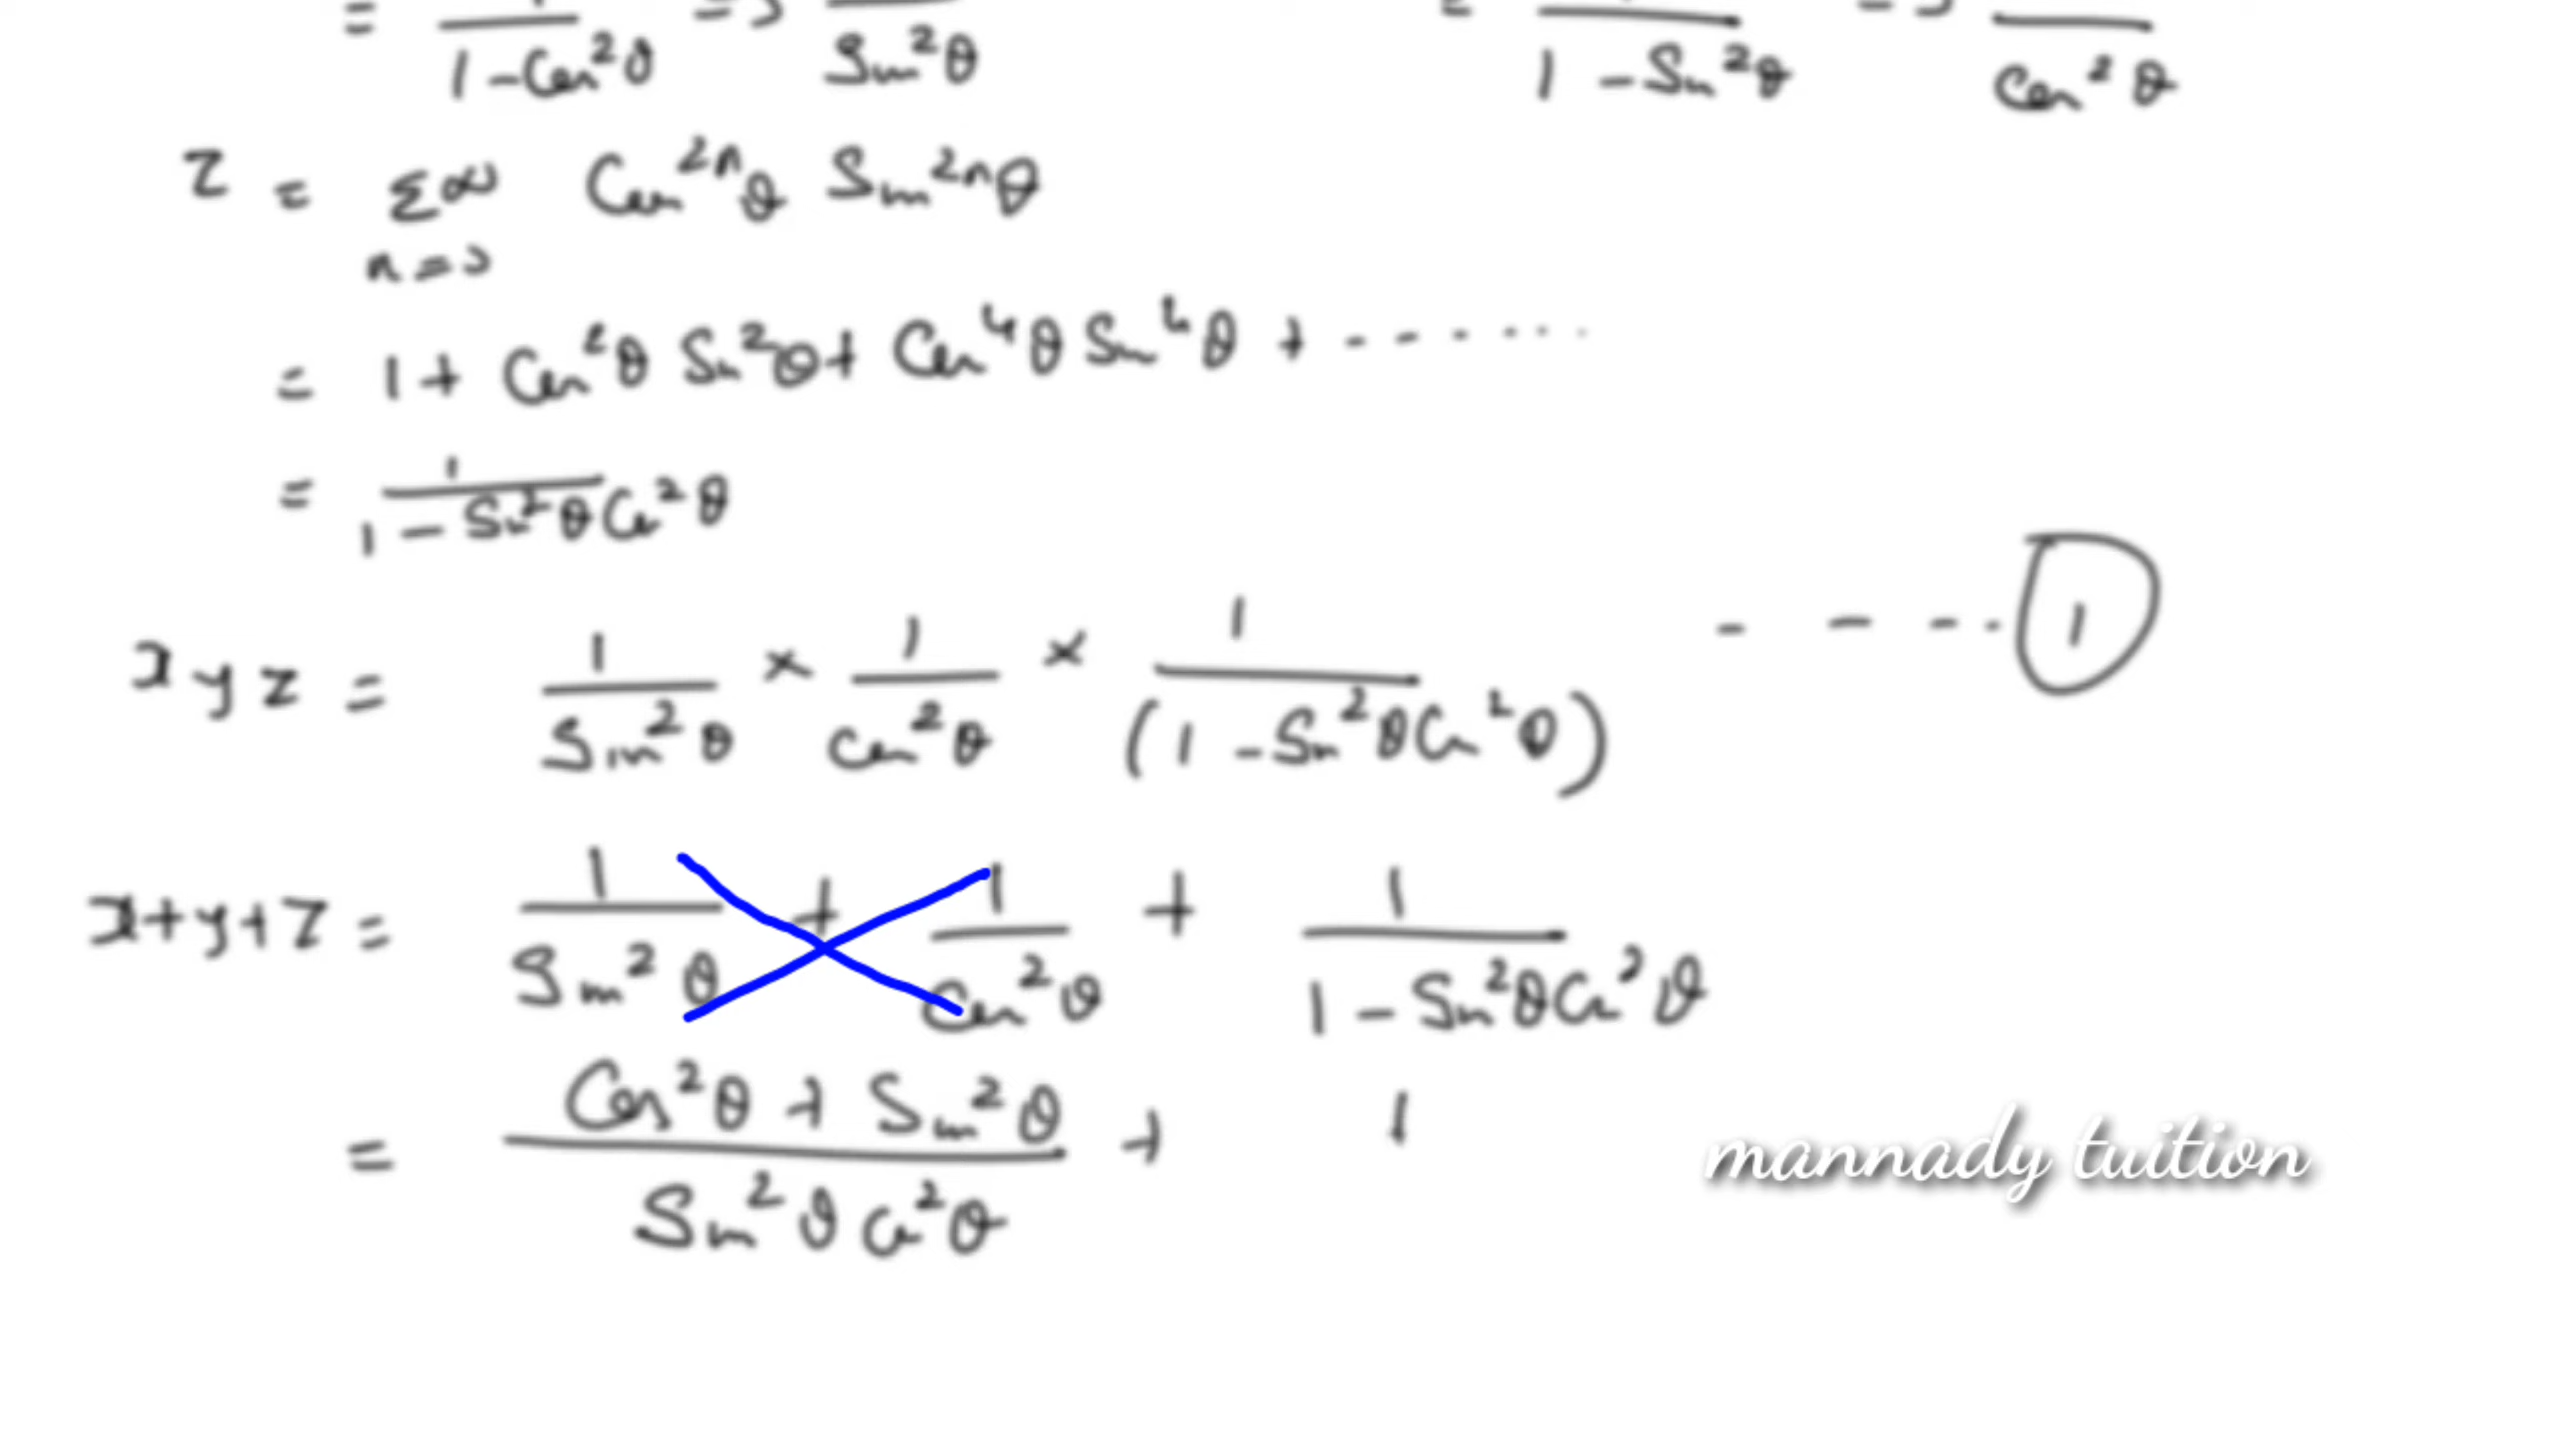 = 1/(1-Cos²θ) => 1/Sin²θ = 1/(1-Sin²θ) => 1/Cos²θ
z = Σ∞ Cos²ⁿθ Sin²ⁿθ
n=0
= 1+ Cos²θ Sin²θ+ Cos⁴θ Sin⁴θ + ------
= 1/(1-Sin²θCos²θ)
xyz = 1/Sin²θ × 1/Cos²θ × 1/(1-Sin²θCos²θ) ---- 1
x+y+z = 1/Sin²θ + 1/Cos²θ + 1/(1-Sin²θCos²θ)
= (Cos²θ + Sin²θ)/(Sin²θCos²θ) + 1
mannady tuition